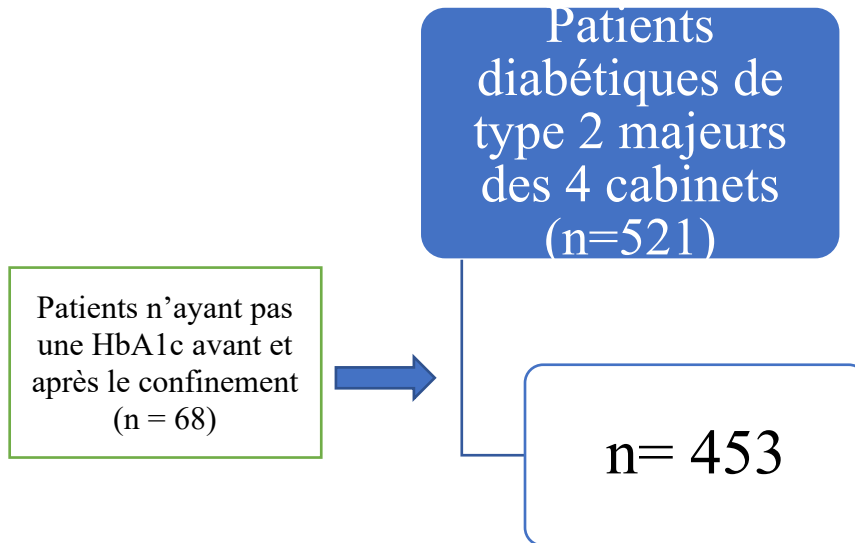 Patients
diabétiques de
type 2 majeurs
des 4 cabinets
(n=521)
Patients n’ayant pas
une HbA1c avant et
après le confinement
(n = 68)
n= 453